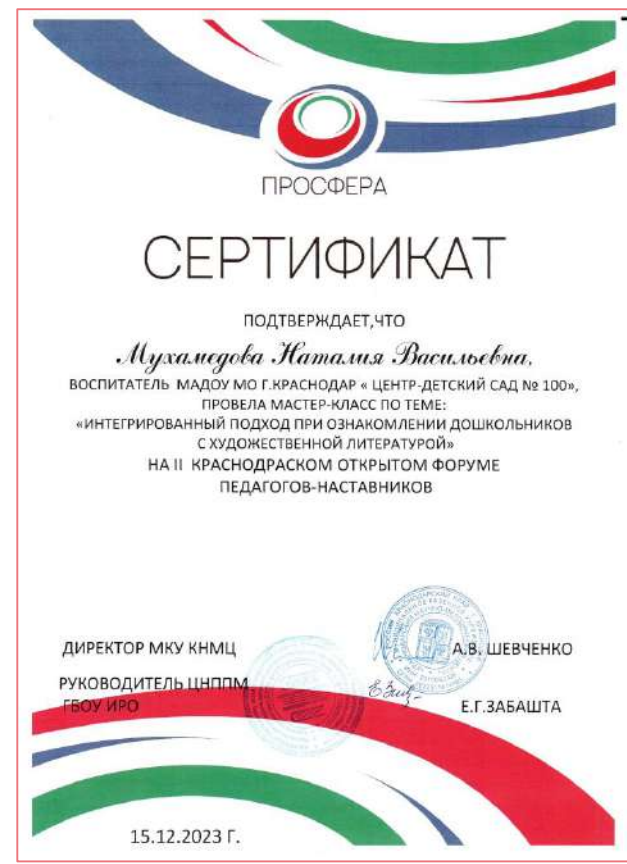 ПРОСФЕРА
СЕРТИФИКАТ
ПОДТВЕРЖДАЕТ,ЧТО
Мухамедова Наталия Васильевна,
ВОСПИТАТЕЛЬ МАДОУ МО Г.КРАСНОДАР « ЦЕНТР-ДЕТСКИЙ САД № 100»,
ПРОВЕЛА МАСТЕР-КЛАСС ПО ТЕМЕ:
«ИНТЕГРИРОВАННЫЙ ПОДХОД ПРИ ОЗНАКОМЛЕНИИ ДОШКОЛЬНИКОВ
С ХУДОЖЕСТВЕННОЙ ЛИТЕРАТУРОЙ»
НА II КРАСНОДРАСКОМ ОТКРЫТОМ ФОРУМЕ
ПЕДАГОГОВ-НАСТАВНИКОВ
ДИРЕКТОР МКУ КНМЦ А.В. ШЕВЧЕНКО
РУКОВОДИТЕЛЬ ЦНППМ
ГБОУ ИРО Е.Г.ЗАБАШТА
15.12.2023 Г.